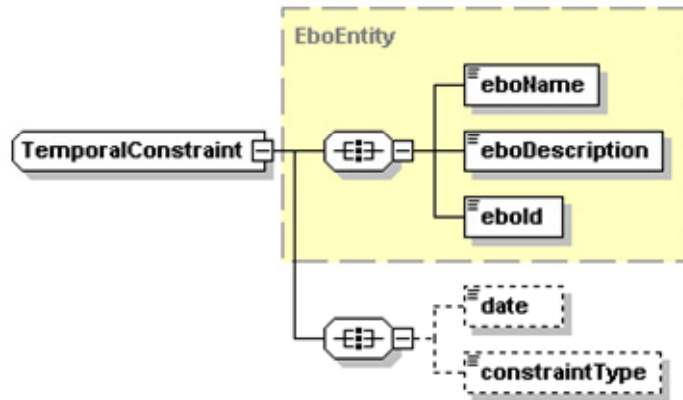 EboEntity
eboName
TemporalConstraint
eboDescription
eboId
date
constraintType